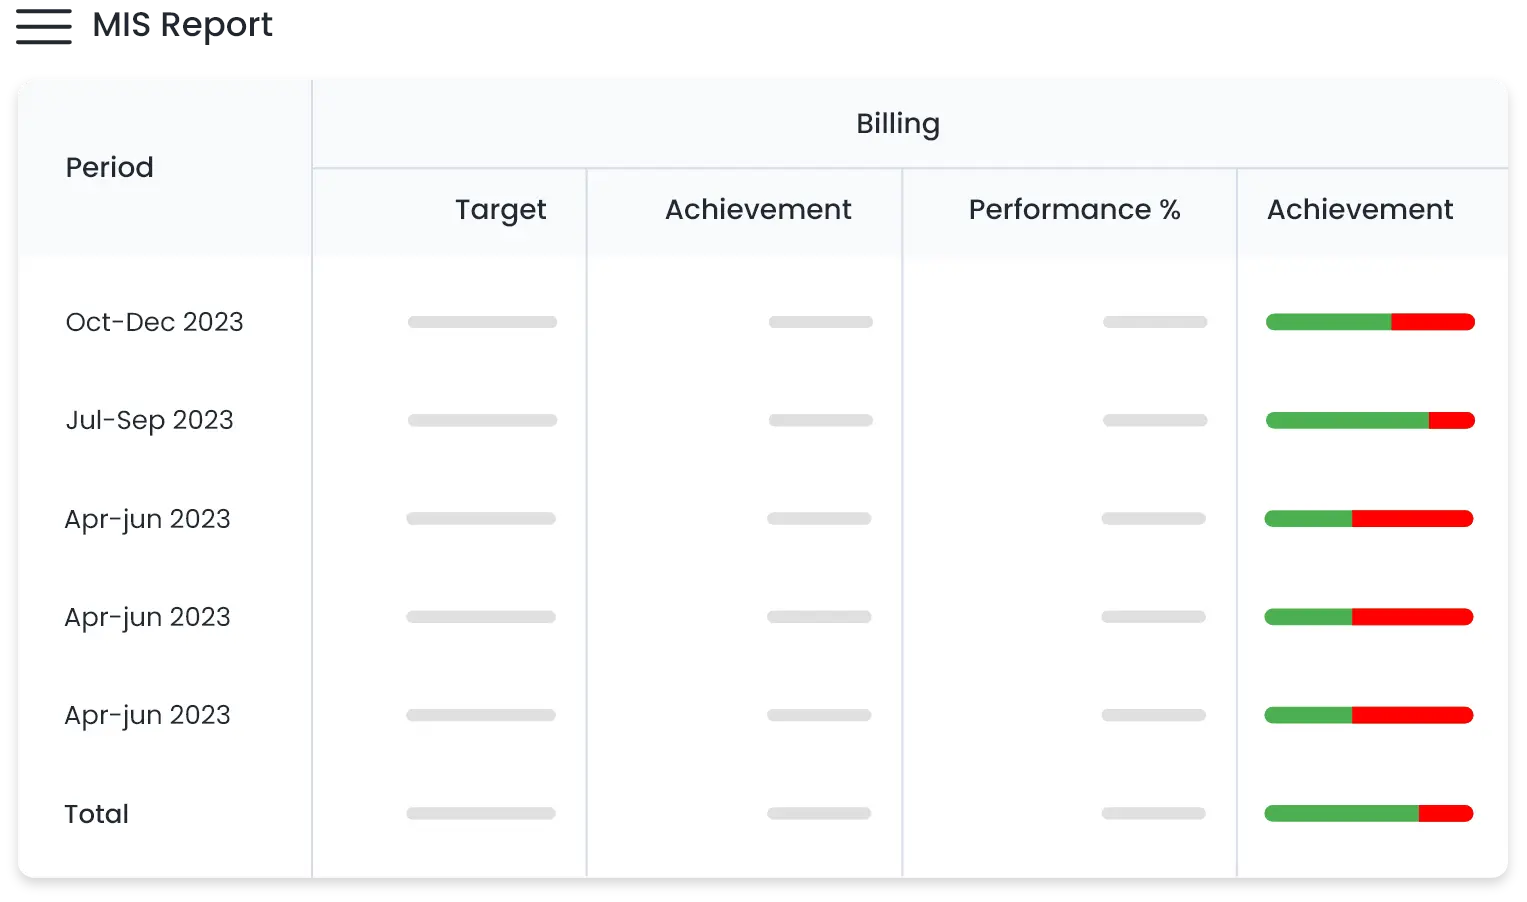 MIS Report
Billing
Period
Target Achievement Performance % Achievement
Oct-Dec 2023
Jul-Sep 2023
Apr-jun 2023
Apr-jun 2023
Apr-jun 2023
Total